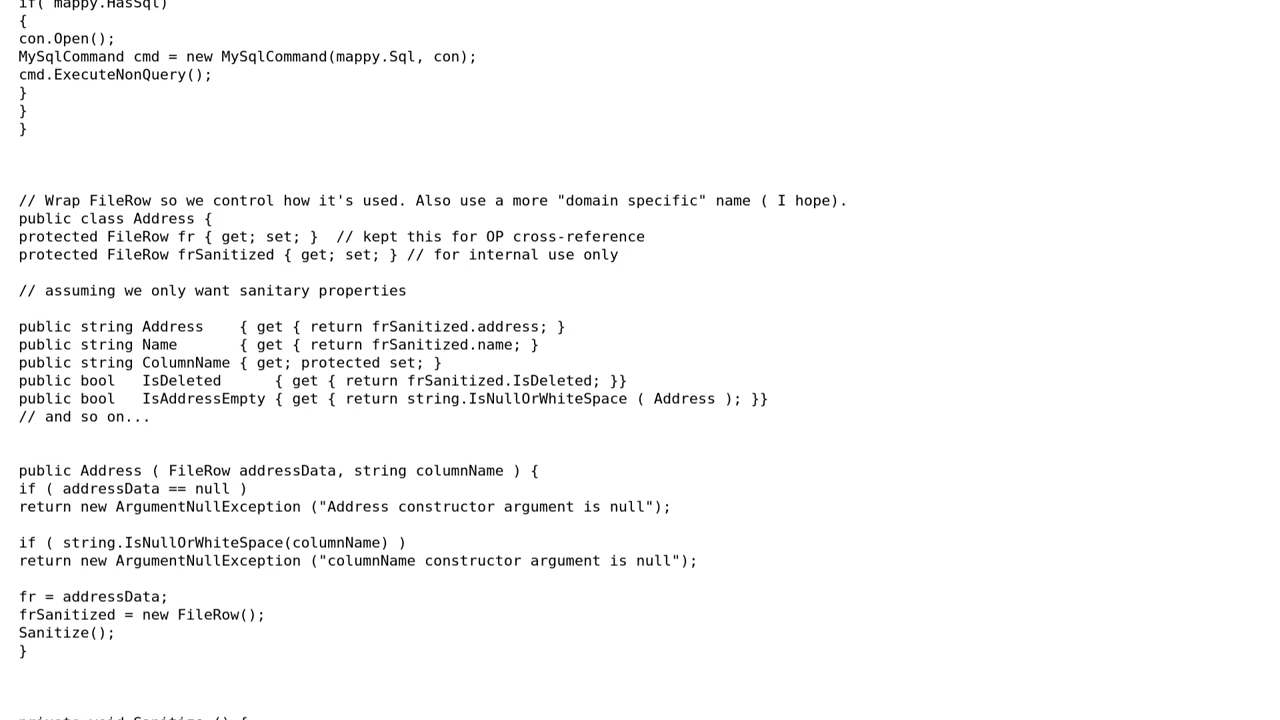 if( mappy.HasSql)
{
con.Open();
MySqlCommand cmd = new MySqlCommand(mappy.Sql, con);
cmd.ExecuteNonQuery();
}
}
}
// Wrap FileRow so we control how it's used. Also use a more "domain specific" name ( I hope).
public class Address {
protected FileRow fr { get; set; }  // kept this for OP cross-reference
protected FileRow frSanitized { get; set; } // for internal use only
// assuming we only want sanitary properties
public string Address    { get { return frSanitized.address; }
public string Name       { get { return frSanitized.name; }
public string ColumnName { get; protected set; }
public bool   IsDeleted      { get { return frSanitized.IsDeleted; }}
public bool   IsAddressEmpty { get { return string.IsNullOrWhiteSpace ( Address ); }}
// and so on...
public Address ( FileRow addressData, string columnName ) {
if ( addressData == null )
return new ArgumentNullException ("Address constructor argument is null");
if ( string.IsNullOrWhiteSpace(columnName) )
return new ArgumentNullException ("columnName constructor argument is null");
fr = addressData;
frSanitized = new FileRow();
Sanitize();
}
private void Sanitize () {